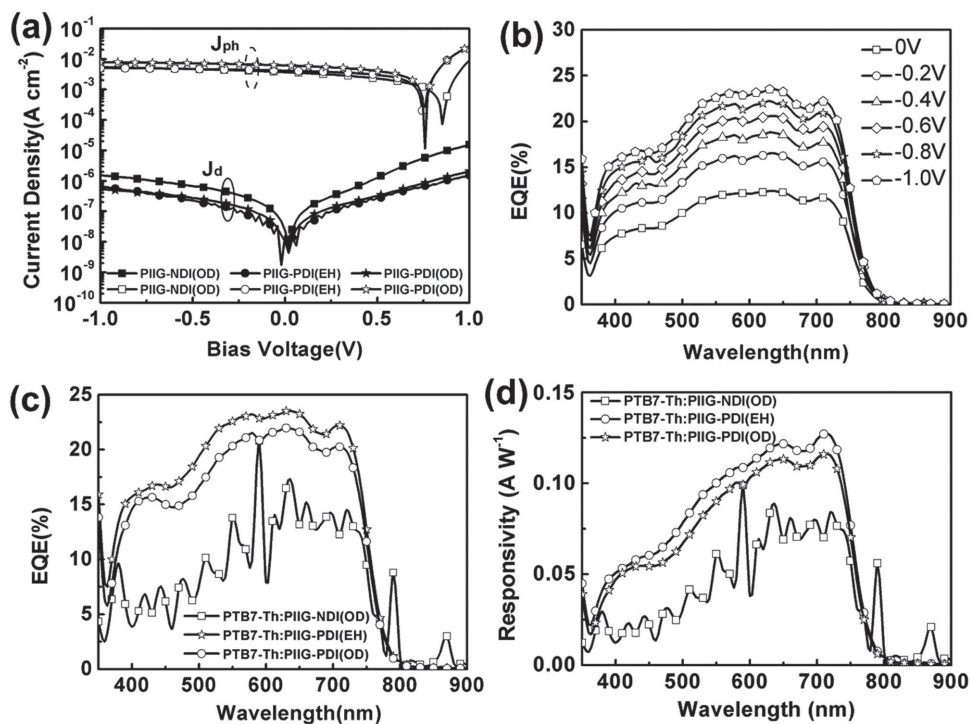 (a)
Current Density(A cm⁻²)
10⁻¹
10⁻²
10⁻³
10⁻⁴
10⁻⁵
10⁻⁶
10⁻⁷
10⁻⁸
10⁻⁹
10⁻¹⁰
J_ph
J_d
PIIG-NDI(OD) PIIG-PDI(EH) PIIG-PDI(OD)
PIIG-NDI(OD) PIIG-PDI(EH) PIIG-PDI(OD)
-1.0 -0.5 0.0 0.5 1.0
Bias Voltage(V)
(b)
EQE(%)
30
25
20
15
10
5
0
0V
-0.2V
-0.4V
-0.6V
-0.8V
-1.0V
400 500 600 700 800 900
Wavelength(nm)
(c)
EQE(%)
25
20
15
10
5
0
PTB7-Th:PIIG-NDI(OD)
PTB7-Th:PIIG-PDI(EH)
PTB7-Th:PIIG-PDI(OD)
400 500 600 700 800 900
Wavelength(nm)
(d)
Responsivity (A W⁻¹)
0.15
0.10
0.05
0.00
PTB7-Th:PIIG-NDI(OD)
PTB7-Th:PIIG-PDI(EH)
PTB7-Th:PIIG-PDI(OD)
400 500 600 700 800 900
Wavelength(nm)